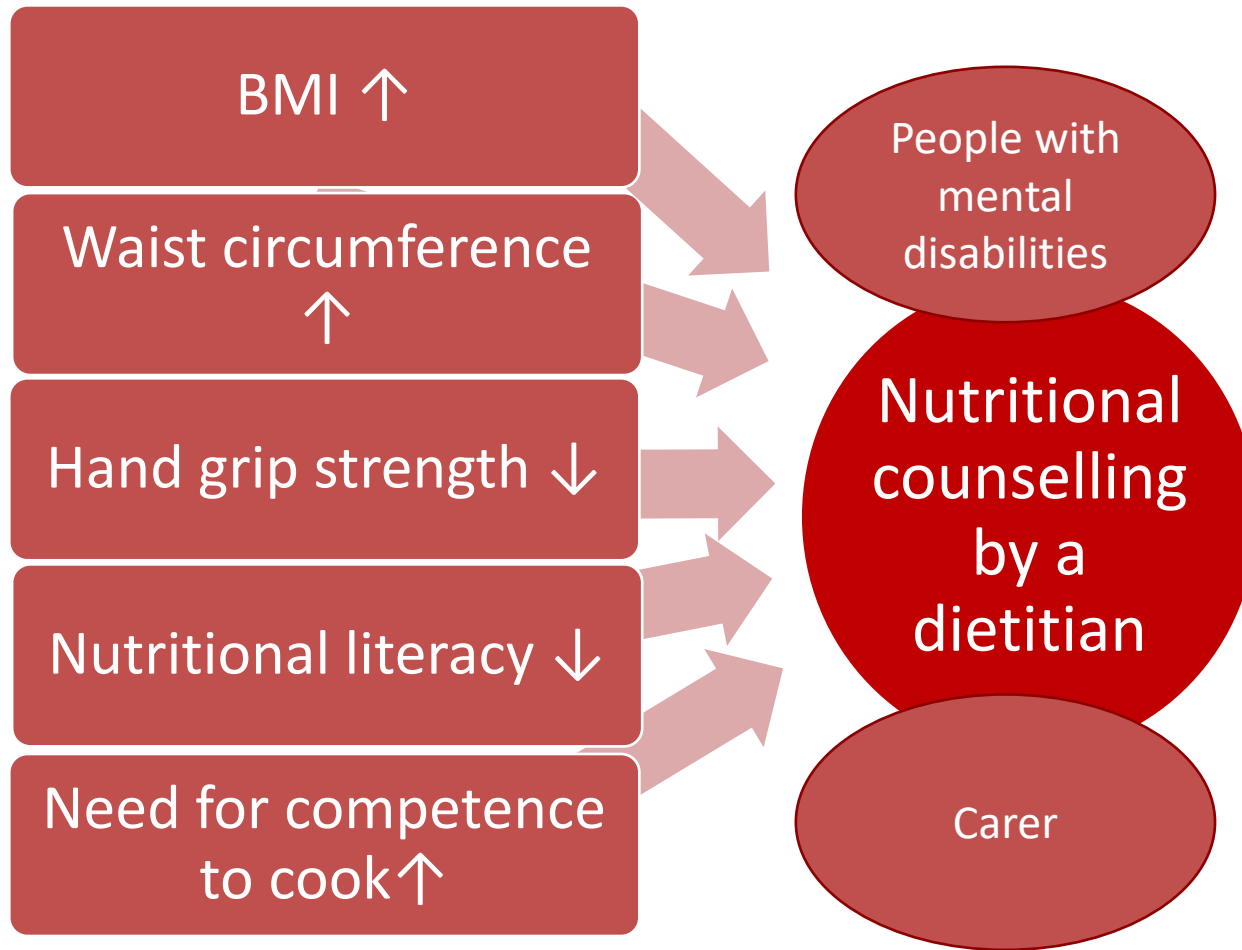 BMI ↑
Waist circumference
↑
Hand grip strength ↓
Nutritional literacy ↓
Need for competence
to cook↑
People with
mental
disabilities
Nutritional
counselling
by a
dietitian
Carer